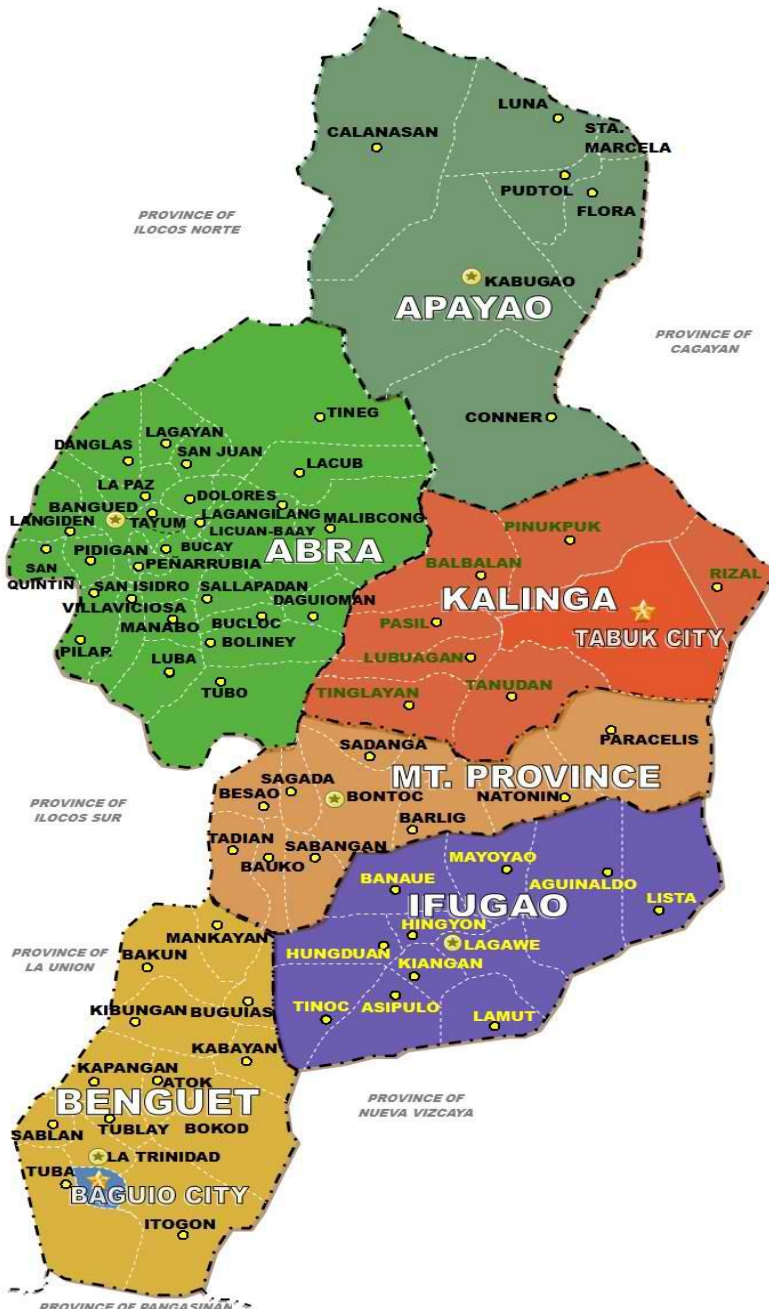 LUNA
CALANASAN
STA.
MARCELA
PUDTOL
FLORA
PROVINCE OF
ILOCOS NORTE
KABUGAO
APAYAO
PROVINCE OF
CAGAYAN
CONNER
TINEG
LAGAYAN
DANGLAS
SAN JUAN
LACUB
LA PAZ
DOLORES
BANGUED
LAGANGILANG
LANGIDEN
TAYUM
LICUAN-BAAY
MALIBCONG
PIDIGAN
BUCAY
ABRA
SAN
QUINTIN
PEÑARRUBIA
SAN ISIDRO
SALLAPADAN
DAGUIOMAN
VILLAVICIOSA
MANABO
BUCLOC
BOLINEY
PILAR
LUBA
TUBO
PINUKPUK
BALBALAN
RIZAL
KALINGA
TABUK CITY
PASIL
LUBUAGAN
TINGLAYAN
TANUDAN
PARACELIS
SADANGA
MT. PROVINCE
SAGADA
BESAO
BONTOC
NATONIN
BARLIG
TADIAN
SABANGAN
BAUKO
PROVINCE OF
ILOCOS SUR
MAYOYAO
BANAUE
AGUINALDO
IFUGAO
LISTA
HINGYON
LAGAWE
HUNGDUAN
KIANGAN
TINOC
ASIPULO
LAMUT
PROVINCE OF
LA UNION
MANKAYAN
BAKUN
KIBUNGAN
BUGUIAS
KABAYAN
KAPANGAN
ATOK
BENGUET
SABLAN
TUBLAY
BOKOD
LA TRINIDAD
TUBA
BAGUIO CITY
ITOGON
PROVINCE OF
NUEVA VIZCAYA
PROVINCE OF PANGASINAN